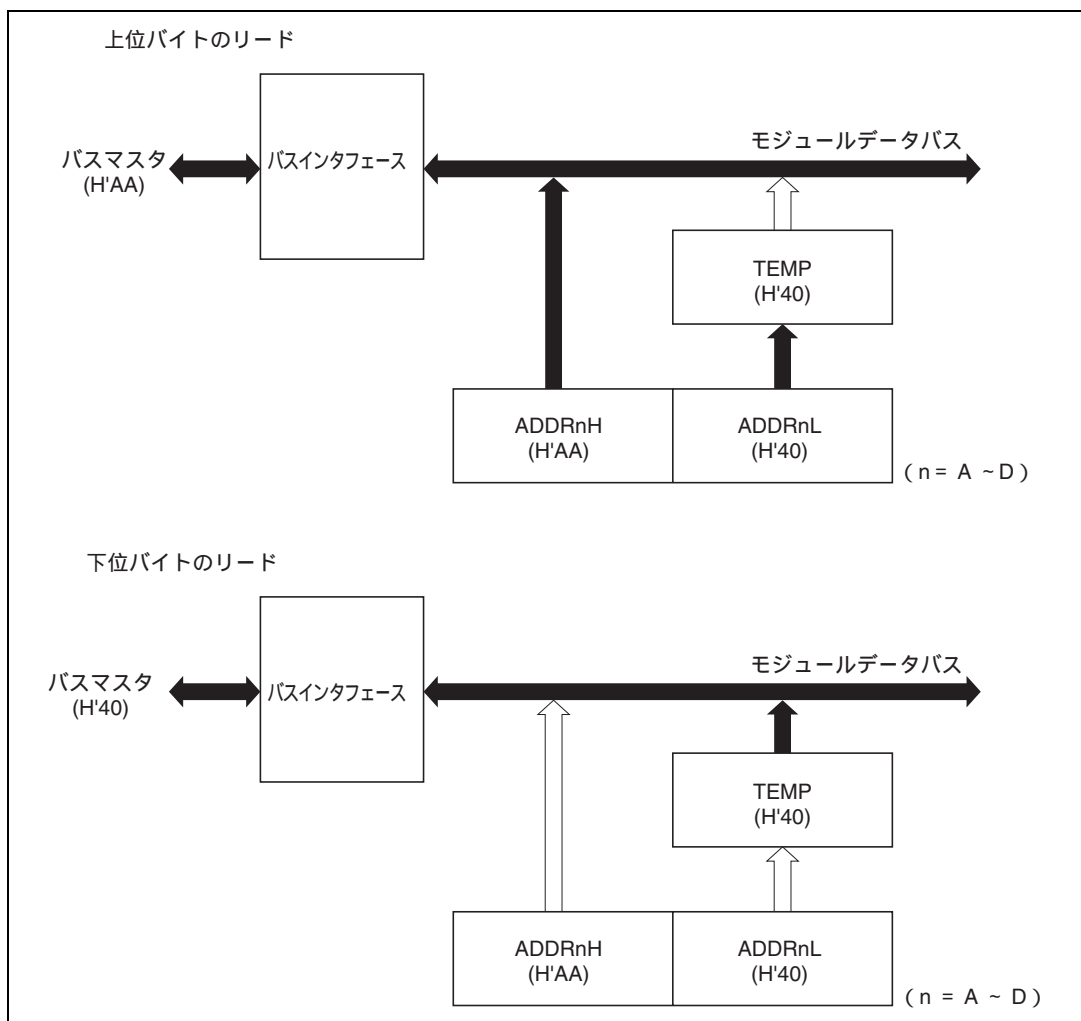 上位バイトのリード
モジュールデータバス
バスマスタ
(H'AA)
バスインタフェース
TEMP
(H'40)
ADDRnH
(H'AA)
ADDRnL
(H'40)
( n = A ~ D )
下位バイトのリード
モジュールデータバス
バスマスタ
(H'40)
バスインタフェース
TEMP
(H'40)
ADDRnH
(H'AA)
ADDRnL
(H'40)
( n = A ~ D )